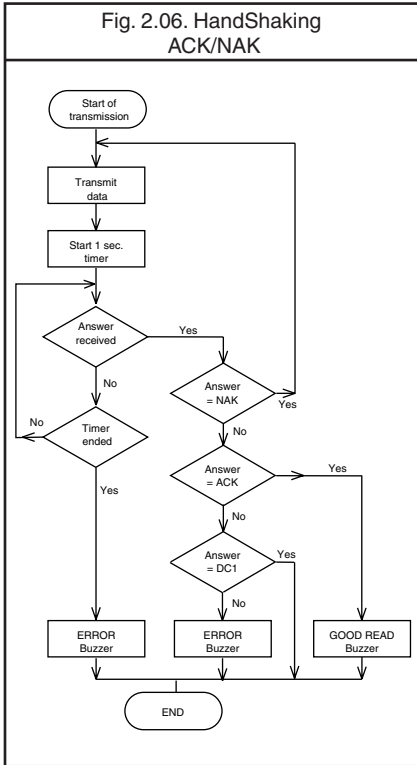 Fig. 2.06. HandShaking
ACK/NAK
Start of
transmission
Transmit
data
Start 1 sec.
timer
Answer
received
Yes
No
Answer
= NAK
Yes
No
Timer
ended
No
Yes
Answer
= ACK
Yes
No
Answer
= DC1
Yes
No
ERROR
Buzzer
ERROR
Buzzer
GOOD READ
Buzzer
END